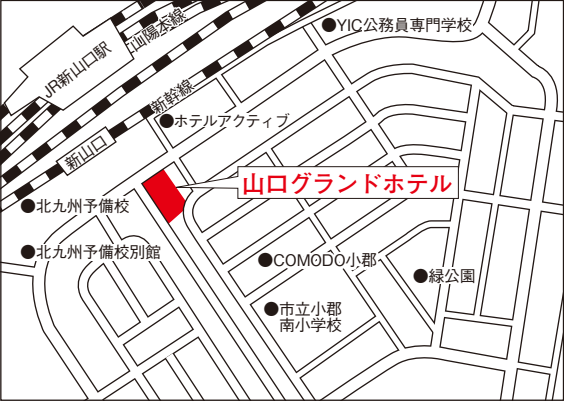 ●YIC公務員専門学校
JR山陽本線
JR新山口駅
新幹線
●ホテルアクティブ
新山口
山口グランドホテル
●北九州予備校
●北九州予備校別館
●COMODO小郡
●緑公園
●市立小郡
南小学校